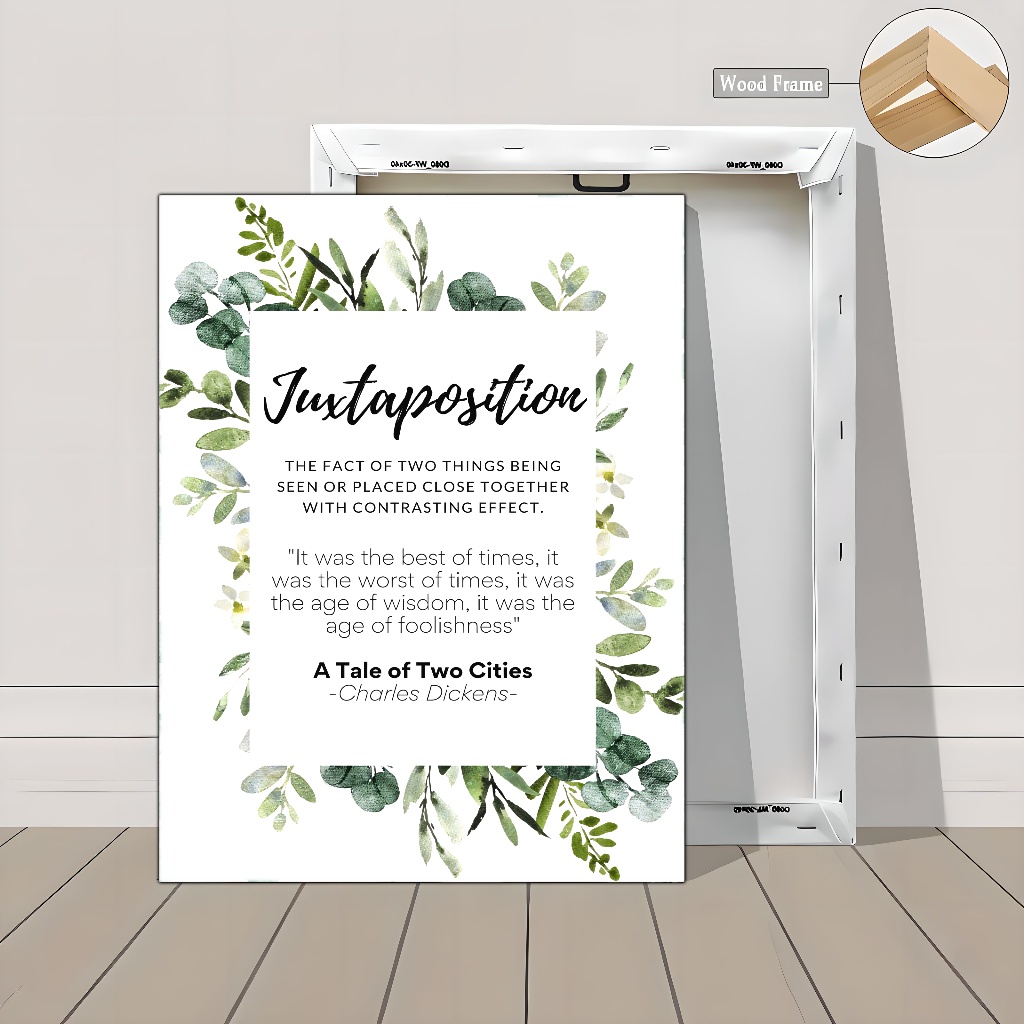 Wood Frame
Juxtaposition
THE FACT OF TWO THINGS BEING
SEEN OR PLACED CLOSE TOGETHER
WITH CONTRASTING EFFECT.
"It was the best of times, it
was the worst of times, it was
the age of wisdom, it was the
age of foolishness"
A Tale of Two Cities
-Charles Dickens-